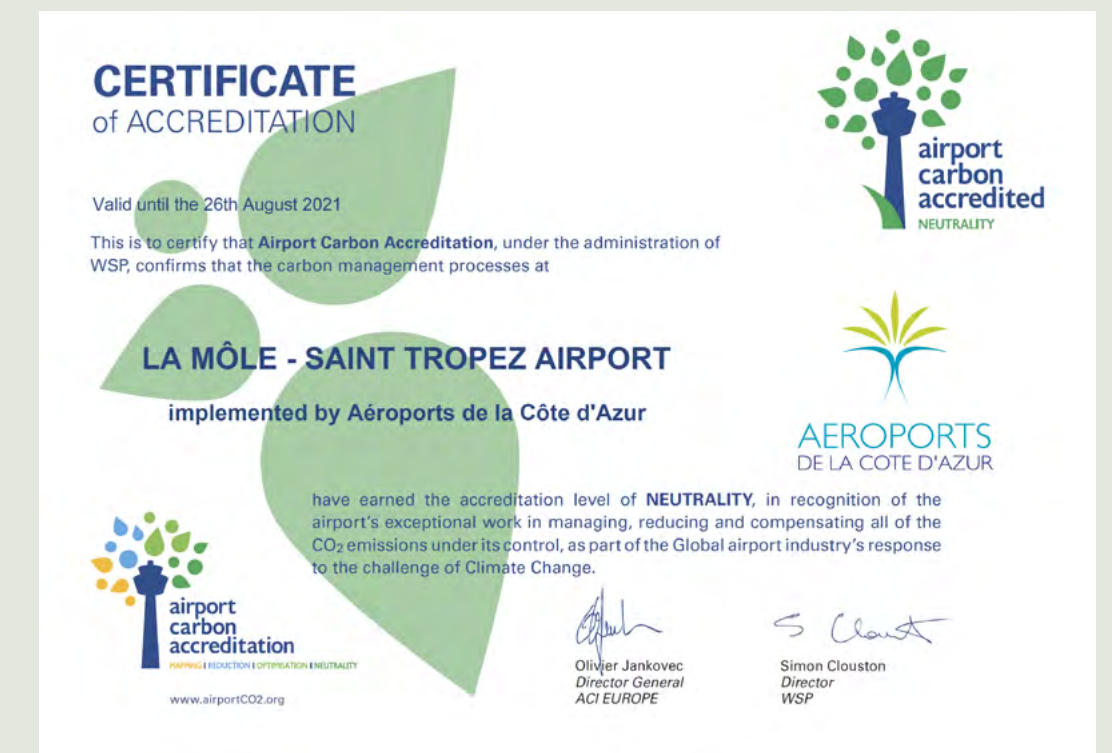 CERTIFICATE
of ACCREDITATION
airport
carbon
accredited
NEUTRALITY
Valid until the 26th August 2021
This is to certify that Airport Carbon Accreditation, under the administration of
WSP, confirms that the carbon management processes at
LA MÔLE - SAINT TROPEZ AIRPORT
implemented by Aéroports de la Côte d'Azur
AEROPORTS
DE LA COTE D'AZUR
have earned the accreditation level of NEUTRALITY, in recognition of the
airport's exceptional work in managing, reducing and compensating all of the
CO₂ emissions under its control, as part of the Global airport industry's response
to the challenge of Climate Change.
airport
carbon
accreditation
MAPPING I REDUCTION I OPTIMISATION I NEUTRALITY
www.airportCO2.org
S Clouston
Olivier Jankovec
Director General
ACI EUROPE
Simon Clouston
Director
WSP